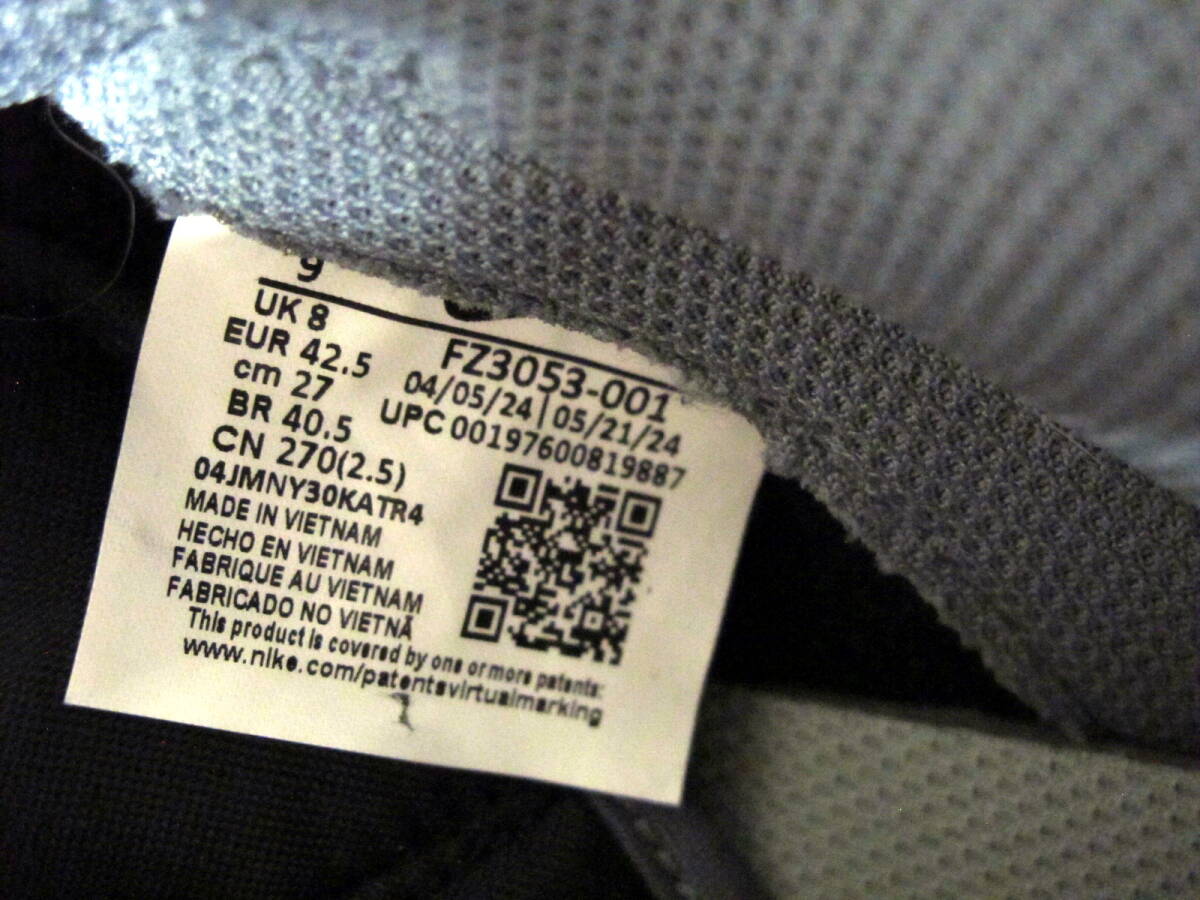 9
UK 8
EUR 42.5
cm 27
BR 40.5
CN 270(2.5)
FZ3053-001
04/05/24|05/21/24
UPC 00197600819887
04JMNY30KATR4
MADE IN VIETNAM
HECHO EN VIETNAM
FABRIQUE AU VIETNAM
FABRICADO NO VIETNÃ
This product is covered by one or more patents:
www.nike.com/patentsvirtualmarking